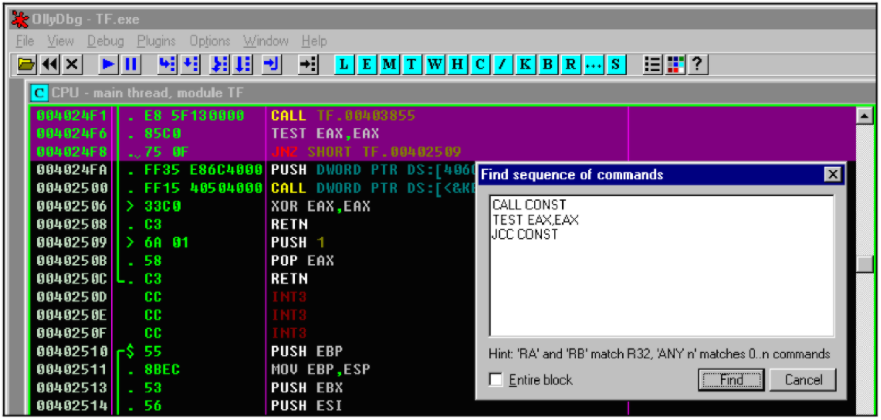 OllyDbg - TF.exe
File View Debug Plugins Options Window Help
L E M T W H C / K B R ... S ?
C CPU - main thread, module TF
004024F1 . E8 5F130000 CALL TF.00403855
004024F6 . 85C0 TEST EAX,EAX
004024F8 . 75 0F JNZ SHORT TF.00402509
004024FA . FF35 E86C4000 PUSH DWORD PTR DS:[406C
00402500 . FF15 40504000 CALL DWORD PTR DS:[<&KE
00402506 > 33C0 XOR EAX,EAX
00402508 . C3 RETN
00402509 > 6A 01 PUSH 1
0040250B . 58 POP EAX
0040250C . C3 RETN
0040250D CC INT3
0040250E CC INT3
0040250F CC INT3
00402510 $ 55 PUSH EBP
00402511 . 8BEC MOV EBP,ESP
00402513 . 53 PUSH EBX
00402514 . 56 PUSH ESI
Find sequence of commands
CALL CONST
TEST EAX,EAX
JCC CONST
Hint: 'RA' and 'RB' match R32, 'ANY n' matches 0..n commands
Entire block Find Cancel